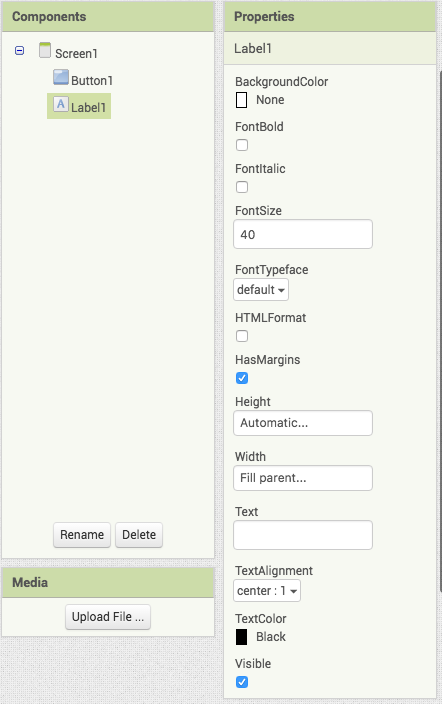 Components
Screen1
Button1
A Label1
Rename Delete
Media
Upload File ...
Properties
Label1
BackgroundColor
None
FontBold
FontItalic
FontSize
40
FontTypeface
default
HTMLFormat
HasMargins
Height
Automatic...
Width
Fill parent...
Text
TextAlignment
center : 1
TextColor
Black
Visible